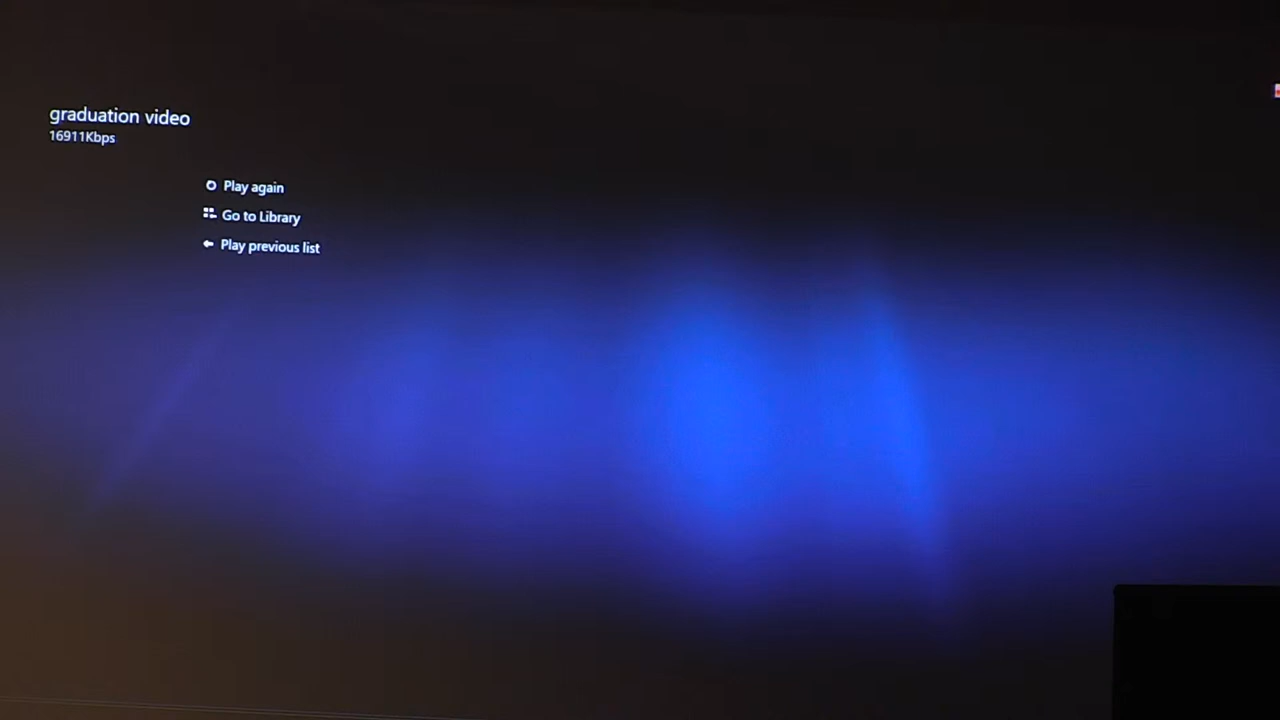 graduation video
16911Kbps
Play again
Go to Library
Play previous list